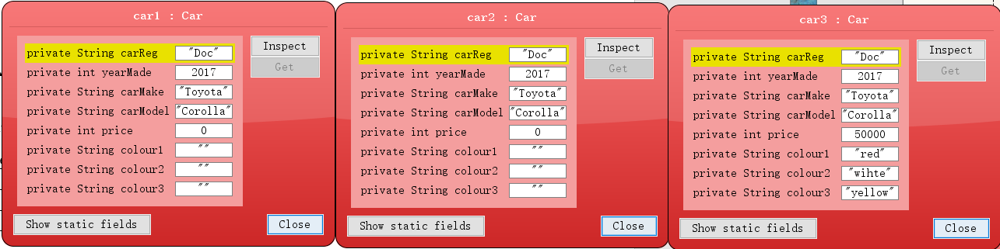 car1 : Car
private String carReg "Doc"
private int yearMade 2017
private String carMake "Toyota"
private String carModel "Corolla"
private int price 0
private String colour1 ""
private String colour2 ""
private String colour3 ""
Inspect
Get
Show static fields
Close
car2 : Car
private String carReg "Doc"
private int yearMade 2017
private String carMake "Toyota"
private String carModel "Corolla"
private int price 0
private String colour1 ""
private String colour2 ""
private String colour3 ""
Inspect
Get
Show static fields
Close
car3 : Car
private String carReg "Doc"
private int yearMade 2017
private String carMake "Toyota"
private String carModel "Corolla"
private int price 50000
private String colour1 "red"
private String colour2 "wihte"
private String colour3 "yellow"
Inspect
Get
Show static fields
Close